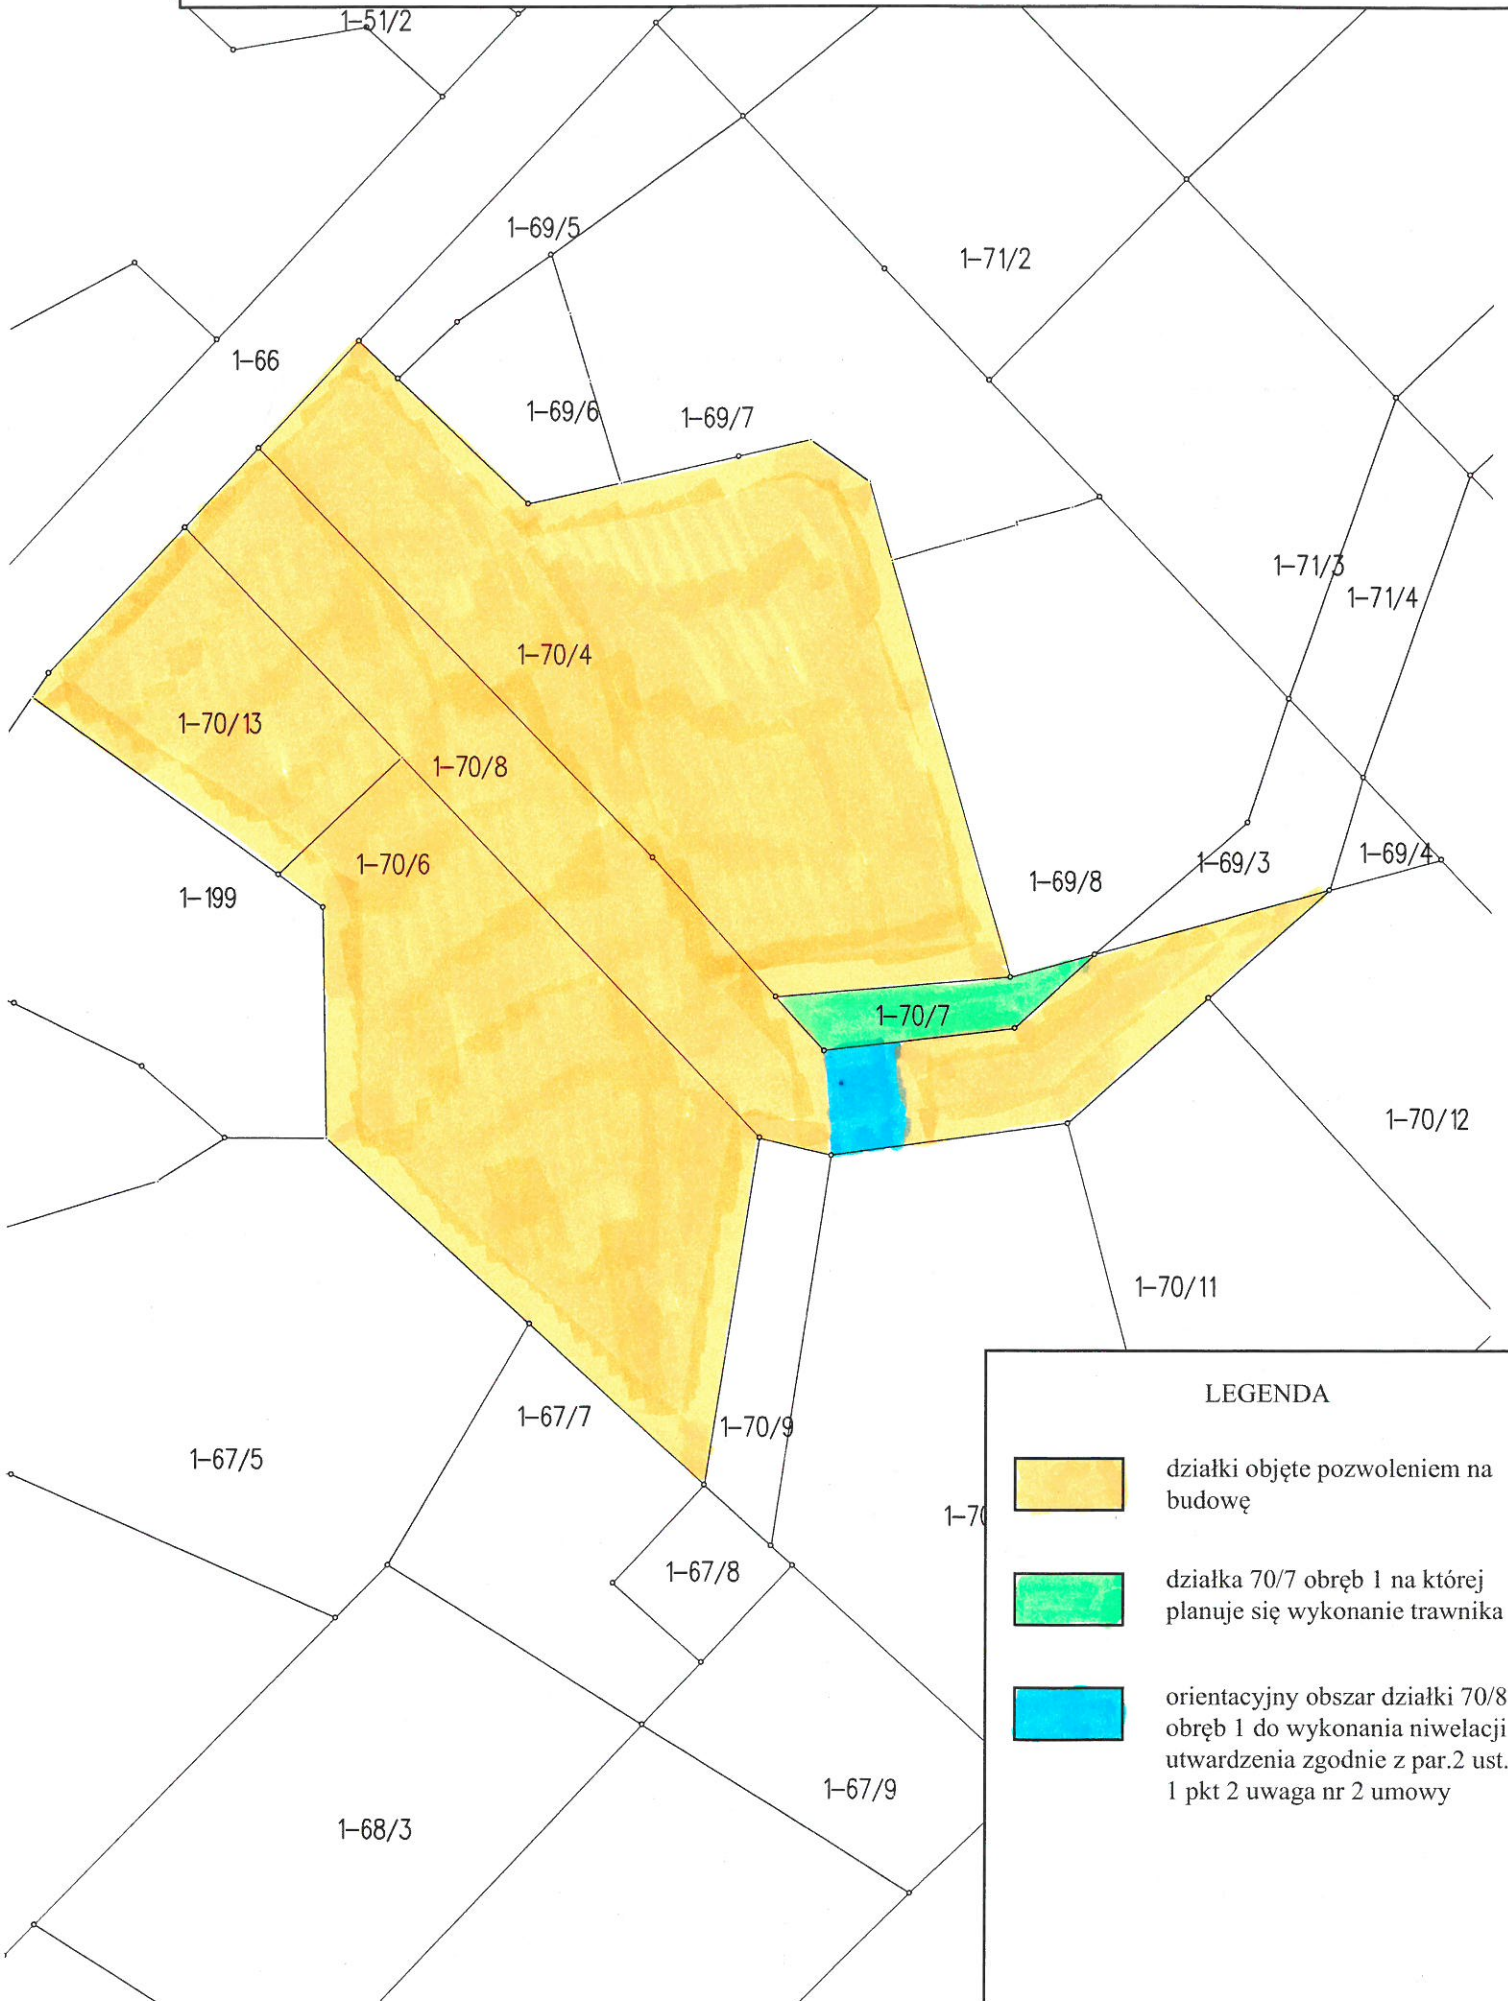 1-51/2
1-69/5
1-71/2
1-66
1-69/6
1-69/7
1-71/3
1-71/4
1-70/4
1-70/13
1-70/8
1-70/6
1-199
1-69/8
1-69/3
1-69/4
1-70/7
1-70/12
1-70/11
1-67/7
1-70/9
1-67/5
1-70
1-67/8
1-67/9
1-68/3
LEGENDA
działki objęte pozwoleniem na
budowę
działka 70/7 obręb 1 na której
planuje się wykonanie trawnika
orientacyjny obszar działki 70/8
obręb 1 do wykonania niwelacji
utwardzenia zgodnie z par.2 ust.
1 pkt 2 uwaga nr 2 umowy